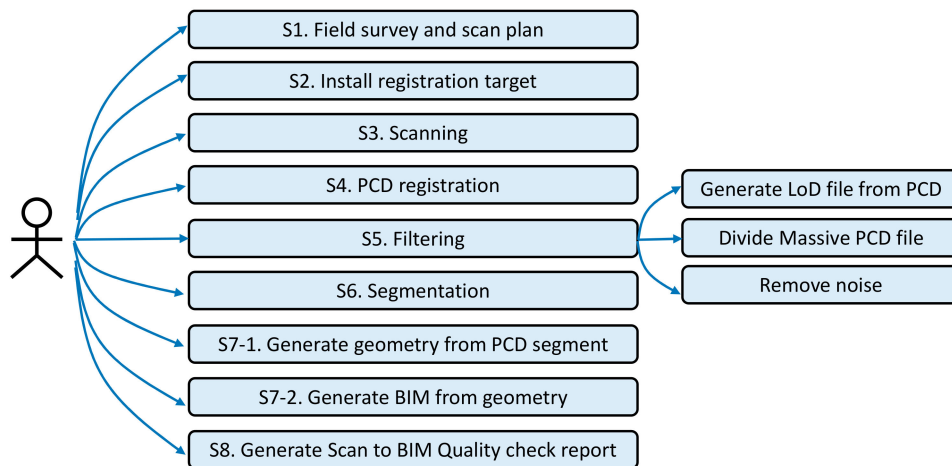 S1. Field survey and scan plan
S2. Install registration target
S3. Scanning
S4. PCD registration
S5. Filtering
Generate LoD file from PCD
Divide Massive PCD file
Remove noise
S6. Segmentation
S7-1. Generate geometry from PCD segment
S7-2. Generate BIM from geometry
S8. Generate Scan to BIM Quality check report